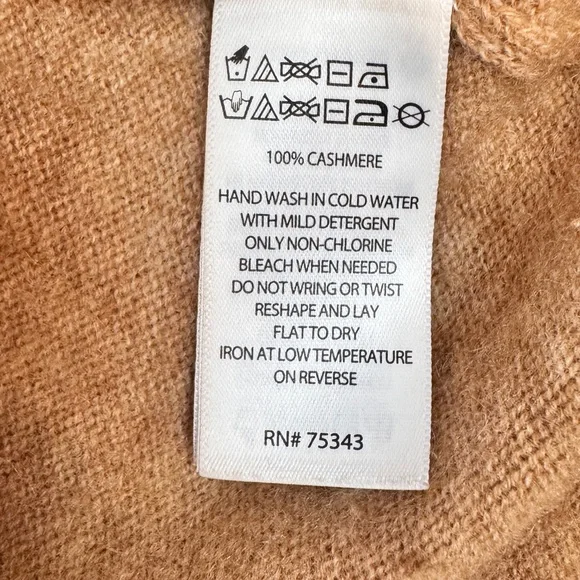 100% CASHMERE
HAND WASH IN COLD WATER
WITH MILD DETERGENT
ONLY NON-CHLORINE
BLEACH WHEN NEEDED
DO NOT WRING OR TWIST
RESHAPE AND LAY
FLAT TO DRY
IRON AT LOW TEMPERATURE
ON REVERSE
RN# 75343